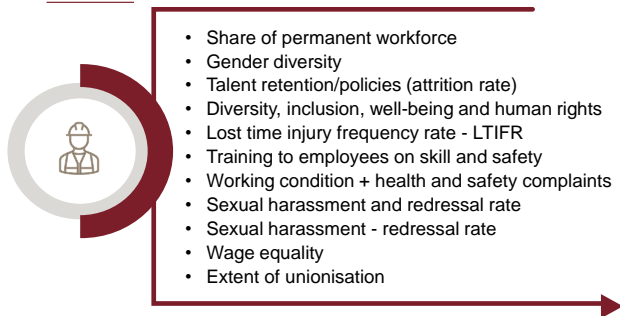 • Share of permanent workforce
• Gender diversity
• Talent retention/policies (attrition rate)
• Diversity, inclusion, well-being and human rights
• Lost time injury frequency rate - LTIFR
• Training to employees on skill and safety
• Working condition + health and safety complaints
• Sexual harassment and redressal rate
• Sexual harassment - redressal rate
• Wage equality
• Extent of unionisation